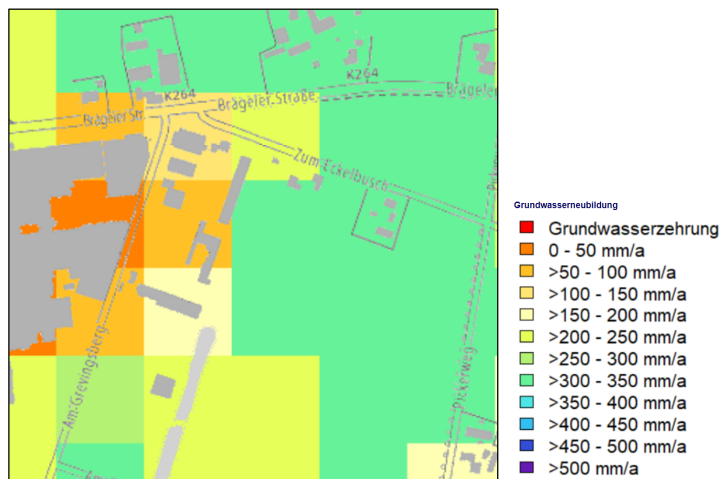 K264
K264
Brägeler Straße
Brägeler
Brägeler Str.
Zum Eckelbusch
Am Grevingsberg
Pickerweg
Grundwasserneubildung
Grundwasserzehrung
0 - 50 mm/a
>50 - 100 mm/a
>100 - 150 mm/a
>150 - 200 mm/a
>200 - 250 mm/a
>250 - 300 mm/a
>300 - 350 mm/a
>350 - 400 mm/a
>400 - 450 mm/a
>450 - 500 mm/a
>500 mm/a